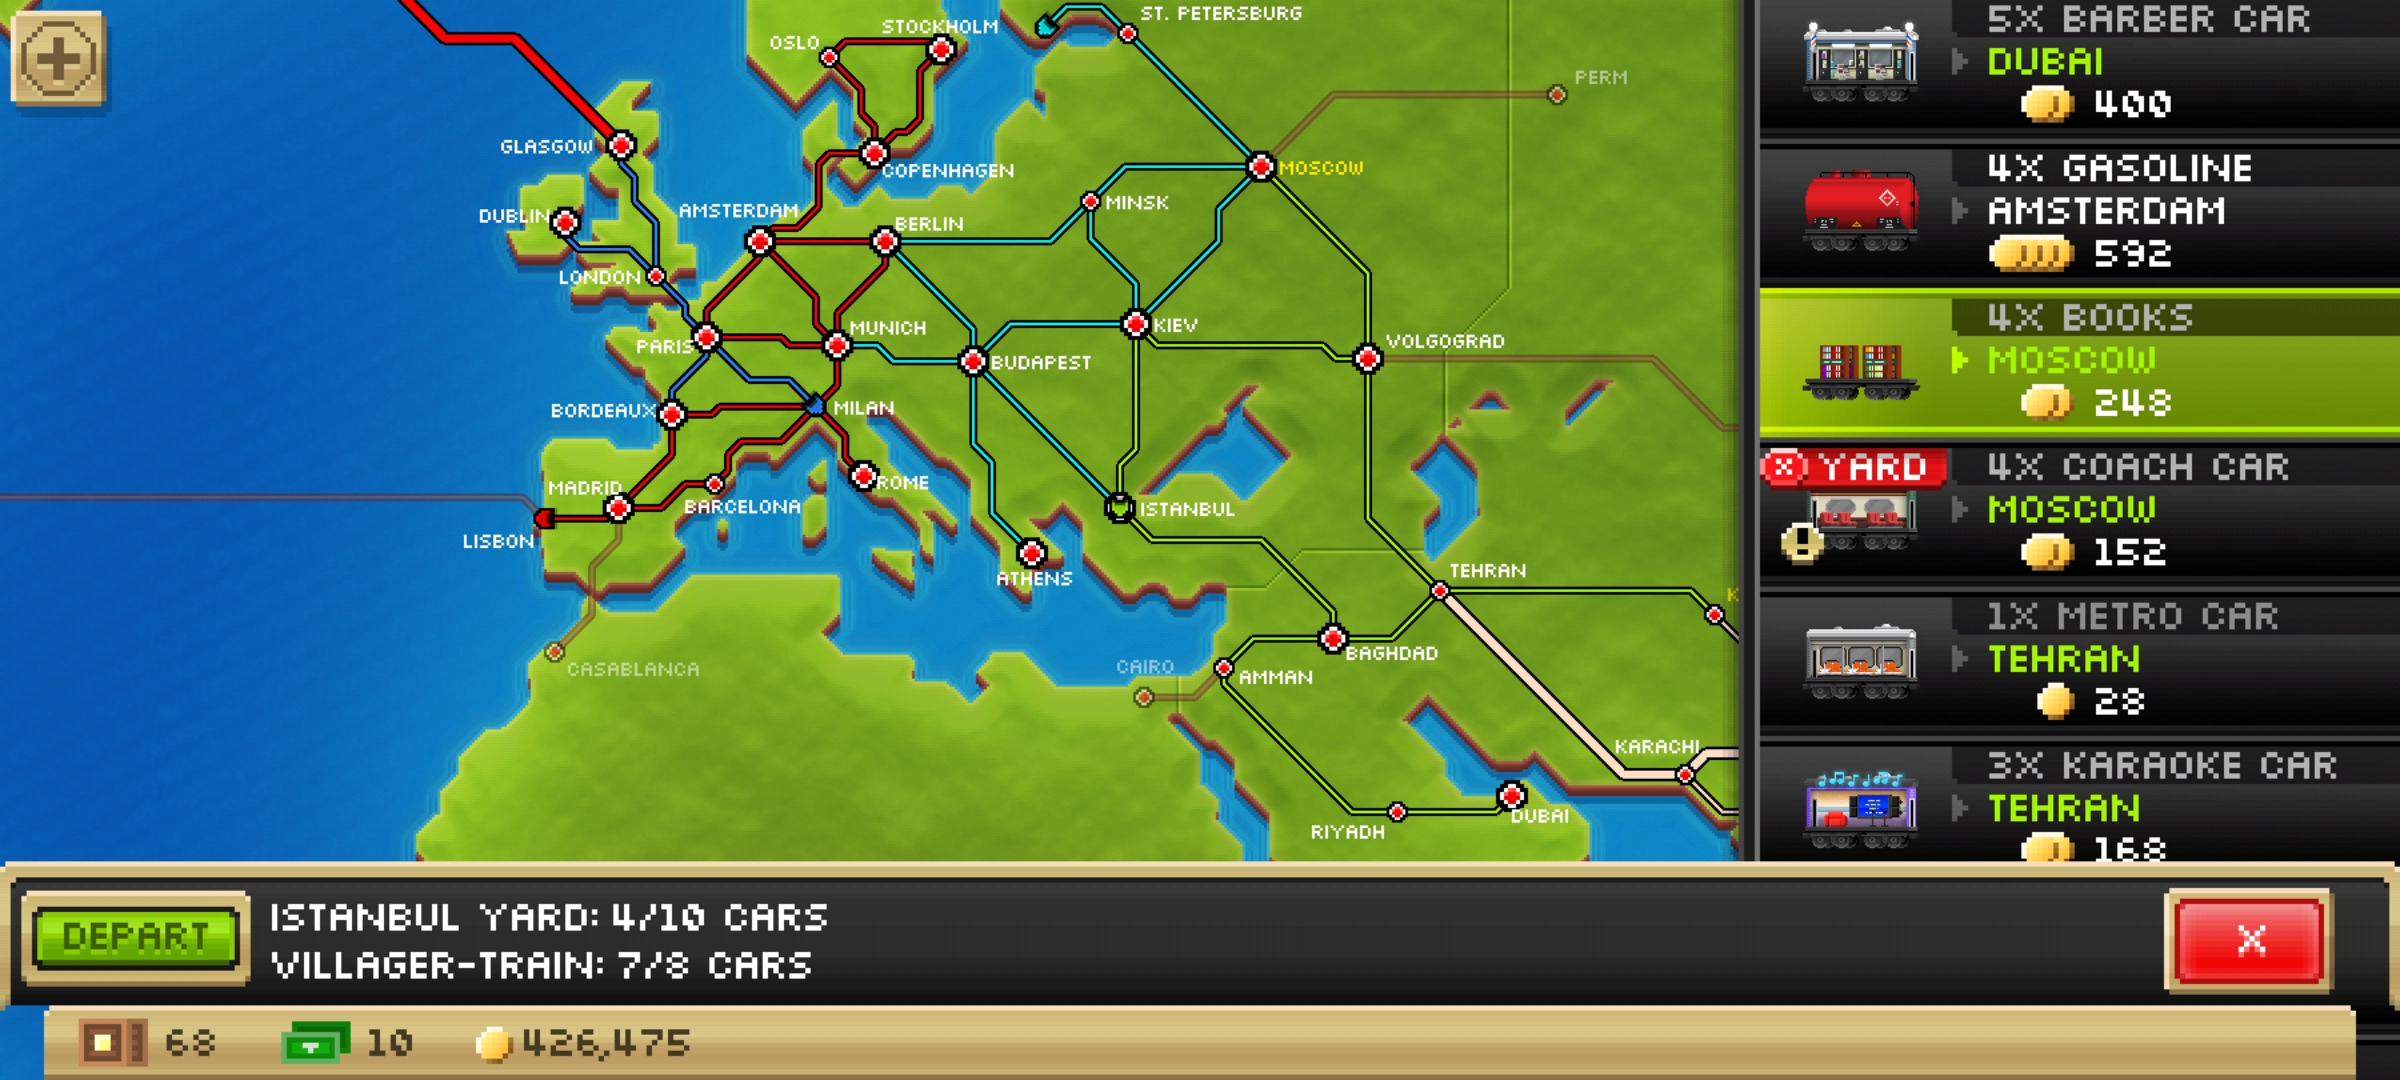 ST. PETERSBURG
STOCKHOLM
OSLO
PERM
GLASGOW
COPENHAGEN
MOSCOW
MINSK
DUBLIN
AMSTERDAM
BERLIN
LONDON
PARIS
MUNICH
KIEV
VOLGOGRAD
BUDAPEST
BORDEAUX
MILAN
MADRID
BARCELONA
ROME
ISTANBUL
LISBON
ATHENS
TEHRAN
K
CASABLANCA
CAIRO
AMMAN
BAGHDAD
KARACHI
RIYADH
DUBAI
5X BARBER CAR
DUBAI
400
4X GASOLINE
AMSTERDAM
592
4X BOOKS
MOSCOW
248
X YARD
4X COACH CAR
MOSCOW
!
152
1X METRO CAR
TEHRAN
28
3X KARAOKE CAR
TEHRAN
168
DEPART
ISTANBUL YARD: 4/10 CARS
VILLAGER-TRAIN: 7/8 CARS
X
68
10
426,475